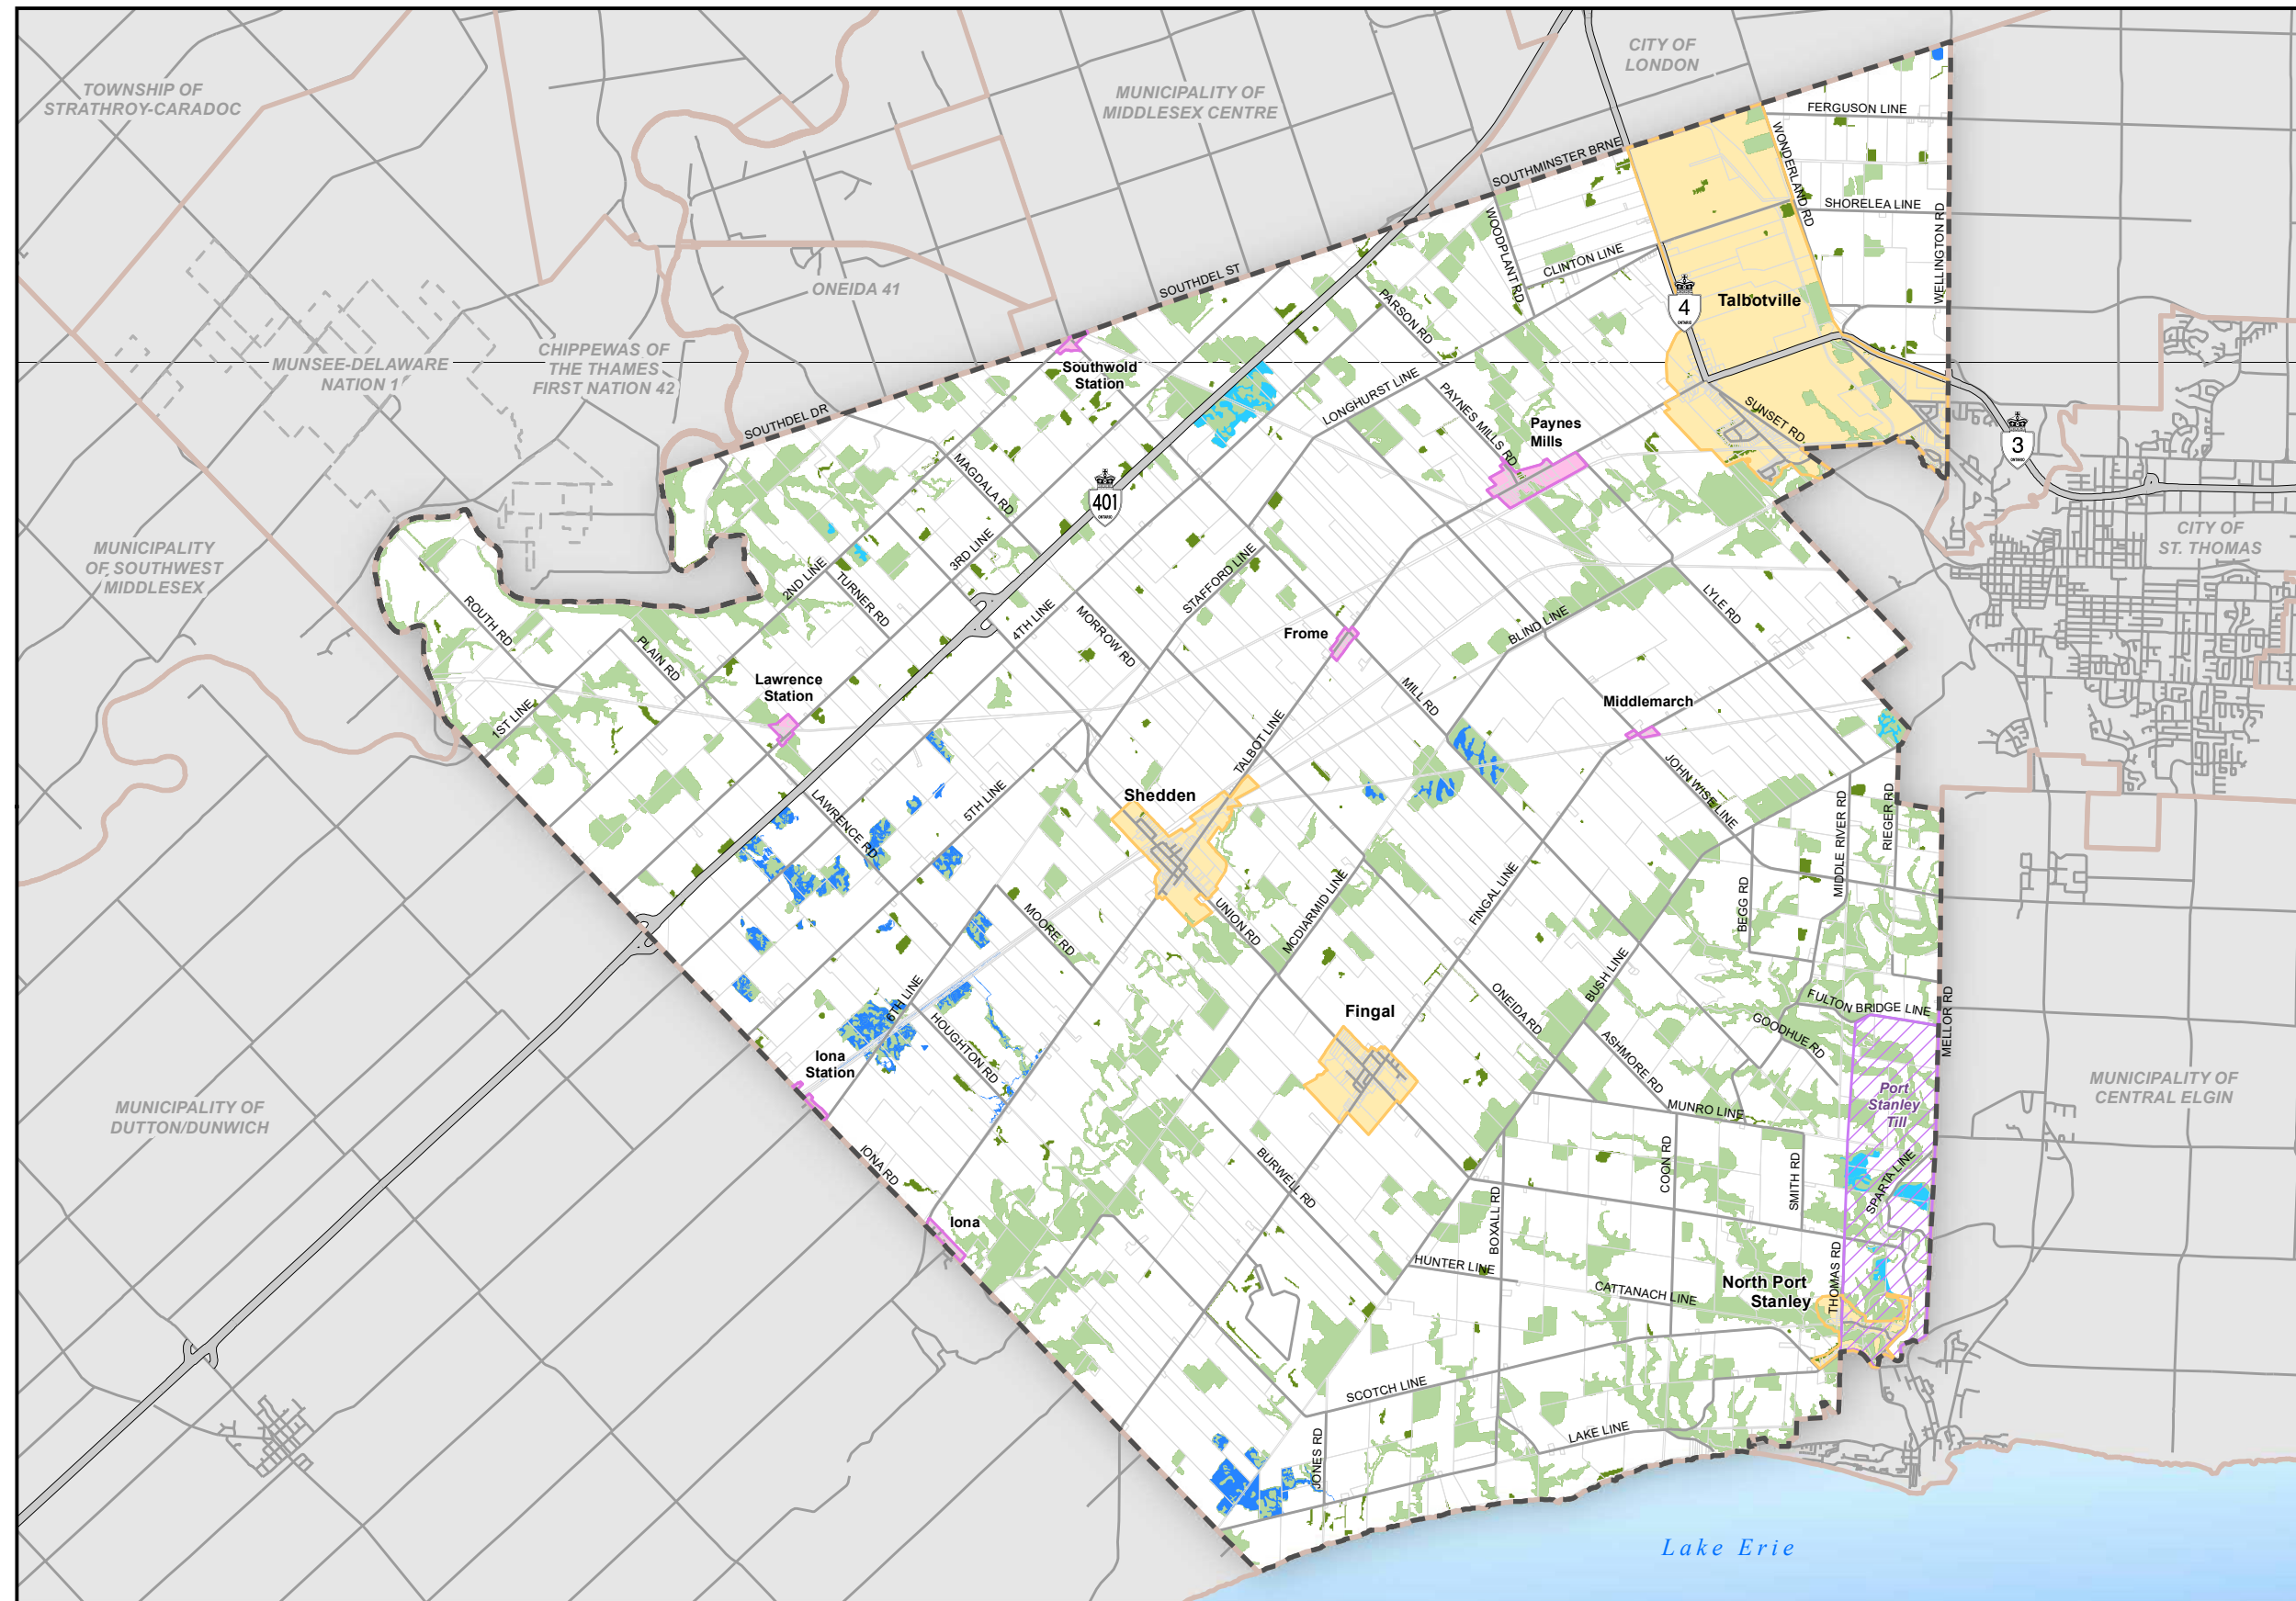 TOWNSHIP OF
STRATHROY-CARADOC
MUNICIPALITY OF
MIDDLESEX CENTRE
CITY OF
LONDON
FERGUSON LINE
WONDERLAND RD
SOUTHMINSTER BRNE
SHORELEA LINE
WELLINGTON RD
WOODPLANT RD
CLINTON LINE
SOUTHDEL ST
ONEIDA 41
PARSON RD
4
ONTARIO
Talbotville
MUNSEE-DELAWARE
NATION 1
CHIPPEWAS OF
THE THAMES
FIRST NATION 42
Southwold
Station
LONGHURST LINE
PAYNES MILLS RD
Paynes
Mills
SUNSET RD
3
ONTARIO
SOUTHDEL DR
MAGDALA RD
401
ONTARIO
CITY OF
ST. THOMAS
MUNICIPALITY
OF SOUTHWEST
MIDDLESEX
3RD LINE
2ND LINE
TURNER RD
STAFFORD LINE
4TH LINE
MORROW RD
ROUTH RD
PLAIN RD
Frome
BLIND LINE
LYLE RD
Lawrence
Station
MILL RD
Middlemarch
1ST LINE
TALBOT LINE
JOHN WISE LINE
Shedden
LAWRENCE RD
5TH LINE
MIDDLE RIVER RD
RIEGER RD
BEGG RD
MOORE RD
UNION RD
MCDIARMID LINE
FINGAL LINE
BUSH LINE
ONEIDA RD
6TH LINE
HOUGHTON RD
Fingal
ASHMORE RD
GOODHUE RD
FULTON BRIDGE LINE
MELLOR RD
Iona
Station
Port
Stanley
Till
MUNICIPALITY OF
CENTRAL ELGIN
MUNICIPALITY OF
DUTTON/DUNWICH
MUNRO LINE
IONA RD
BURWELL RD
COON RD
SMITH RD
SPARTA LINE
Iona
BOXALL RD
HUNTER LINE
CATTANACH LINE
THOMAS RD
North Port
Stanley
SCOTCH LINE
LAKE LINE
JONES RD
Lake Erie